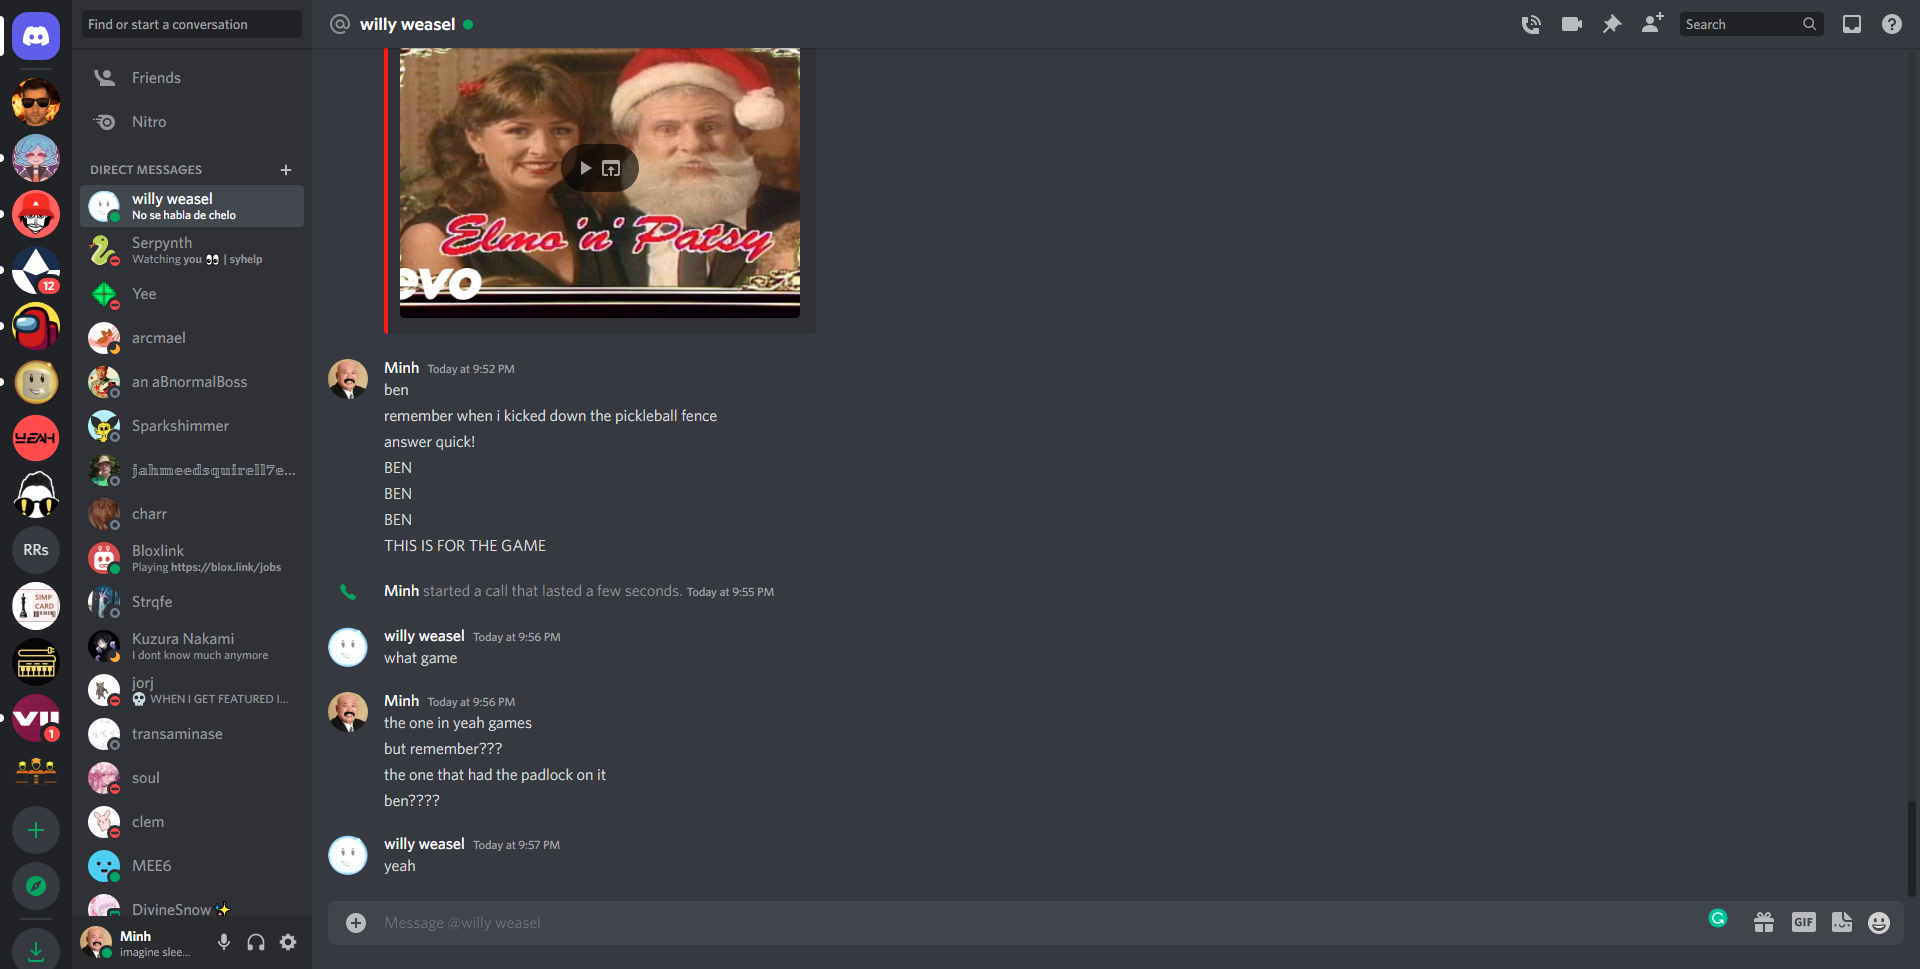 Find or start a conversation
Friends
Nitro
DIRECT MESSAGES
willy weasel
No se habla de chelo
Serpynth
Watching you 👀 | syhelp
Yee
arcmael
an aBnormalBoss
Sparkshimmer
𝕛𝕒𝕙𝕞𝕖𝕖𝕕𝕤𝕢𝕦𝕚𝕣𝕖𝕝𝕝𝟟𝕖...
charr
Bloxlink
Playing https://blox.link/jobs
Strqfe
Kuzura Nakami
I dont know much anymore
jorj
💀 WHEN I GET FEATURED I...
transaminase
soul
clem
MEE6
DivineSnow✨
Minh
imagine slee...
12
YEAH
RRs
SIMP
CARD
VII
1
willy weasel
Search
Elmo 'n' Patsy
evo
Minh Today at 9:52 PM
ben
remember when i kicked down the pickleball fence
answer quick!
BEN
BEN
BEN
THIS IS FOR THE GAME
Minh started a call that lasted a few seconds. Today at 9:55 PM
willy weasel Today at 9:56 PM
what game
Minh Today at 9:56 PM
the one in yeah games
but remember???
the one that had the padlock on it
ben????
willy weasel Today at 9:57 PM
yeah
Message @willy weasel
GIF